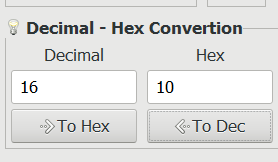 Decimal - Hex Convertion
Decimal Hex
16 10
To Hex To Dec